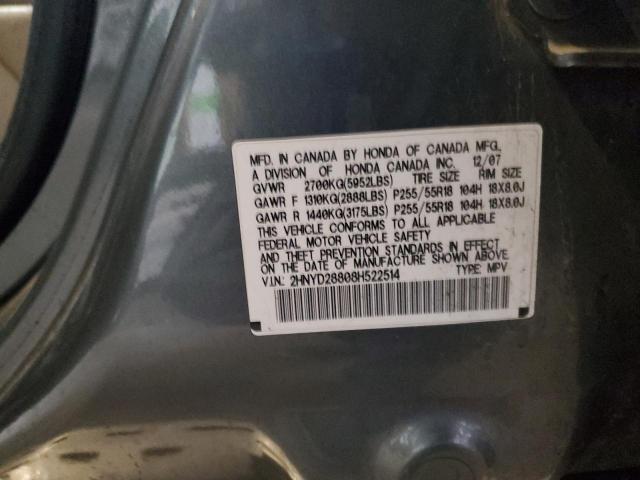 MFD. IN CANADA BY HONDA OF CANADA MFG.
A DIVISION OF HONDA CANADA INC. 12/07
GVWR 2700KG(5952LBS) TIRE SIZE RIM SIZE
GAWR F 1310KG(2888LBS) P255/55R18 104H 18X8.0J
GAWR R 1440KG(3175LBS) P255/55R18 104H 18X8.0J
THIS VEHICLE CONFORMS TO ALL APPLICABLE
FEDERAL MOTOR VEHICLE SAFETY
AND THEFT PREVENTION STANDARDS IN EFFECT
ON THE DATE OF MANUFACTURE SHOWN ABOVE.
V.I.N.: 2HNYD28808H522514 TYPE: MPV